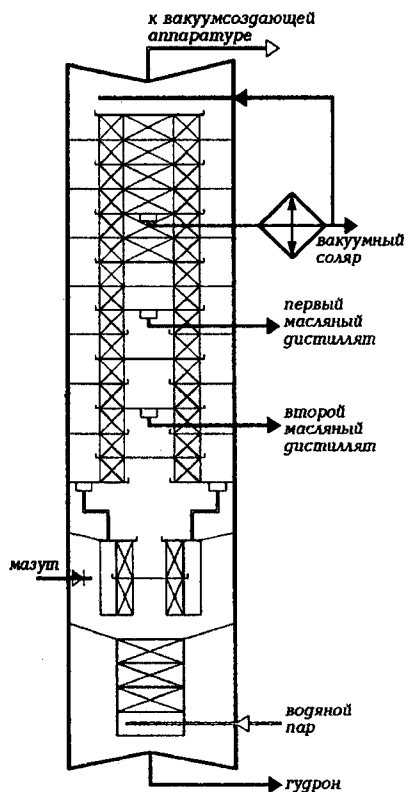 к вакуумсоздающей
аппаратуре
вакуумный
соляр
первый
масляный
дистиллят
второй
масляный
дистиллят
мазут
водяной
пар
гудрон